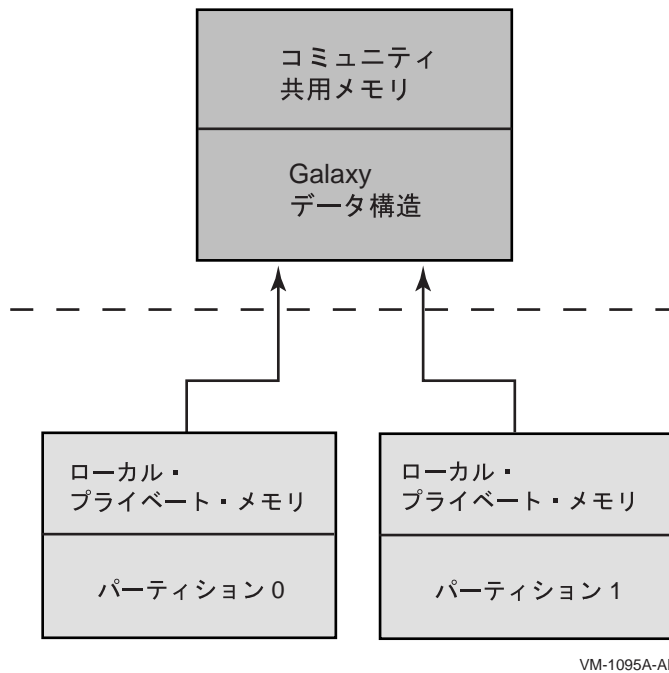 コミュニティ
共用メモリ
Galaxy
データ構造
ローカル・
プライベート・メモリ
パーティション 0
ローカル・
プライベート・メモリ
パーティション 1
VM-1095A-AI